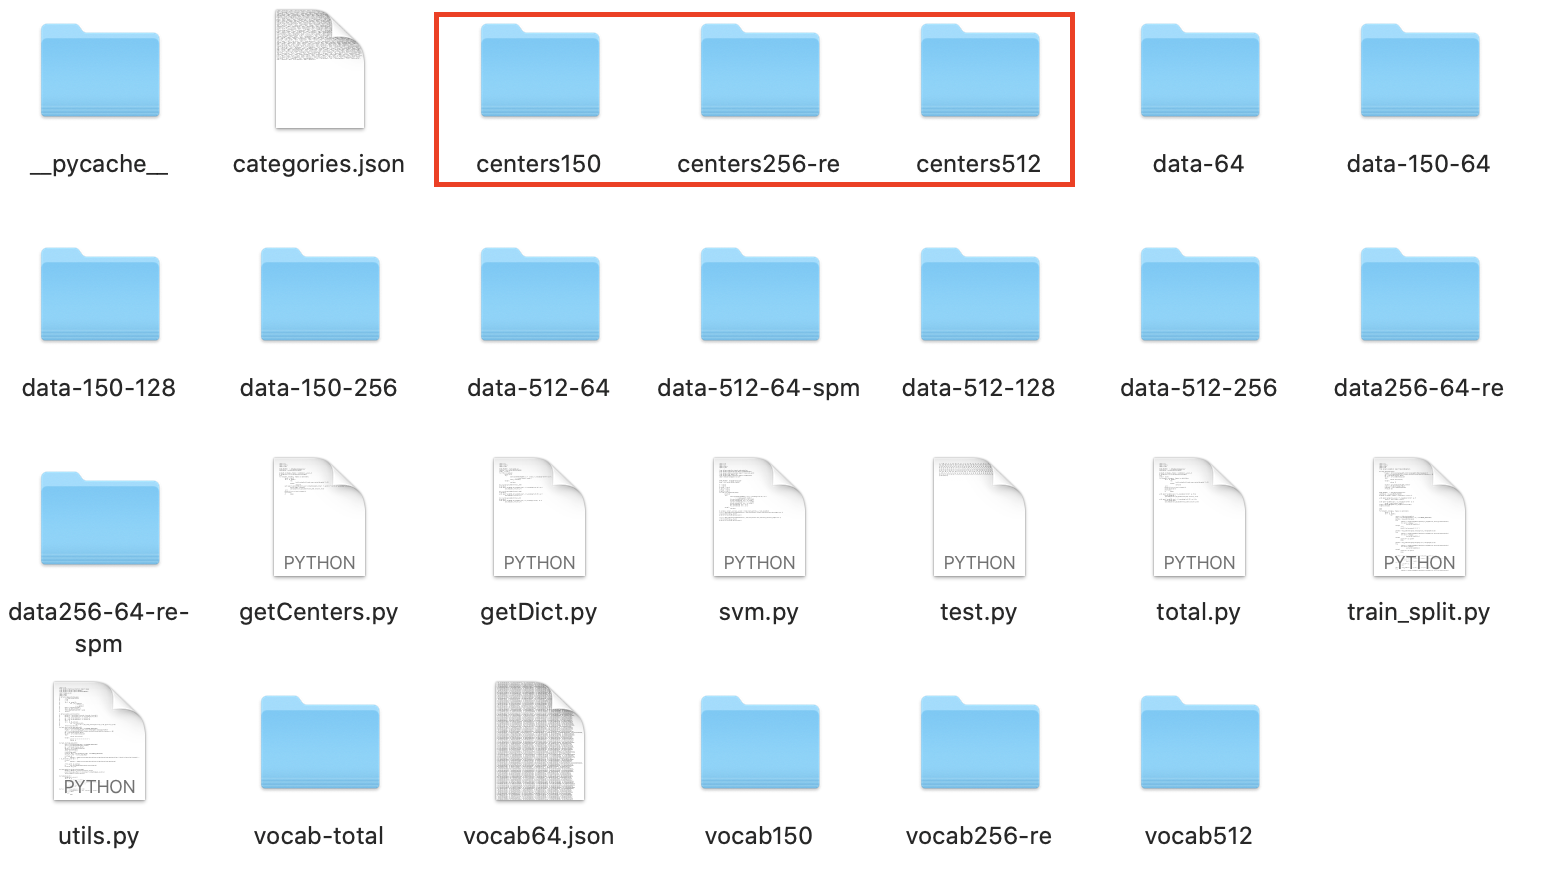 __pycache__
categories.json
centers150
centers256-re
centers512
data-64
data-150-64
data-150-128
data-150-256
data-512-64
data-512-64-spm
data-512-128
data-512-256
data256-64-re
data256-64-re-
spm
PYTHON
getCenters.py
PYTHON
getDict.py
PYTHON
svm.py
PYTHON
test.py
PYTHON
total.py
PYTHON
train_split.py
PYTHON
utils.py
vocab-total
vocab64.json
vocab150
vocab256-re
vocab512